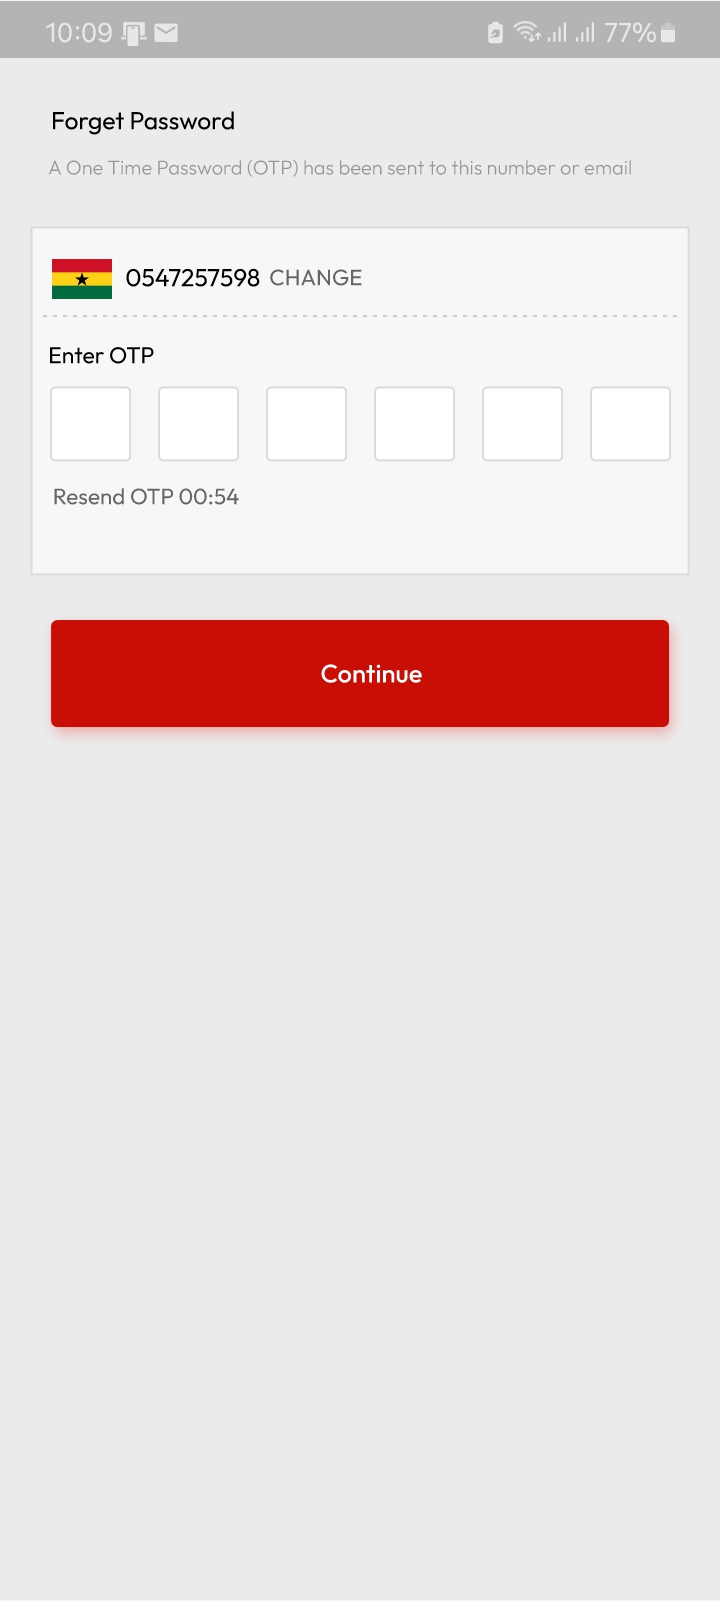 10:09 77%
Forget Password
A One Time Password (OTP) has been sent to this number or email
0547257598 CHANGE
Enter OTP
Resend OTP 00:54
Continue